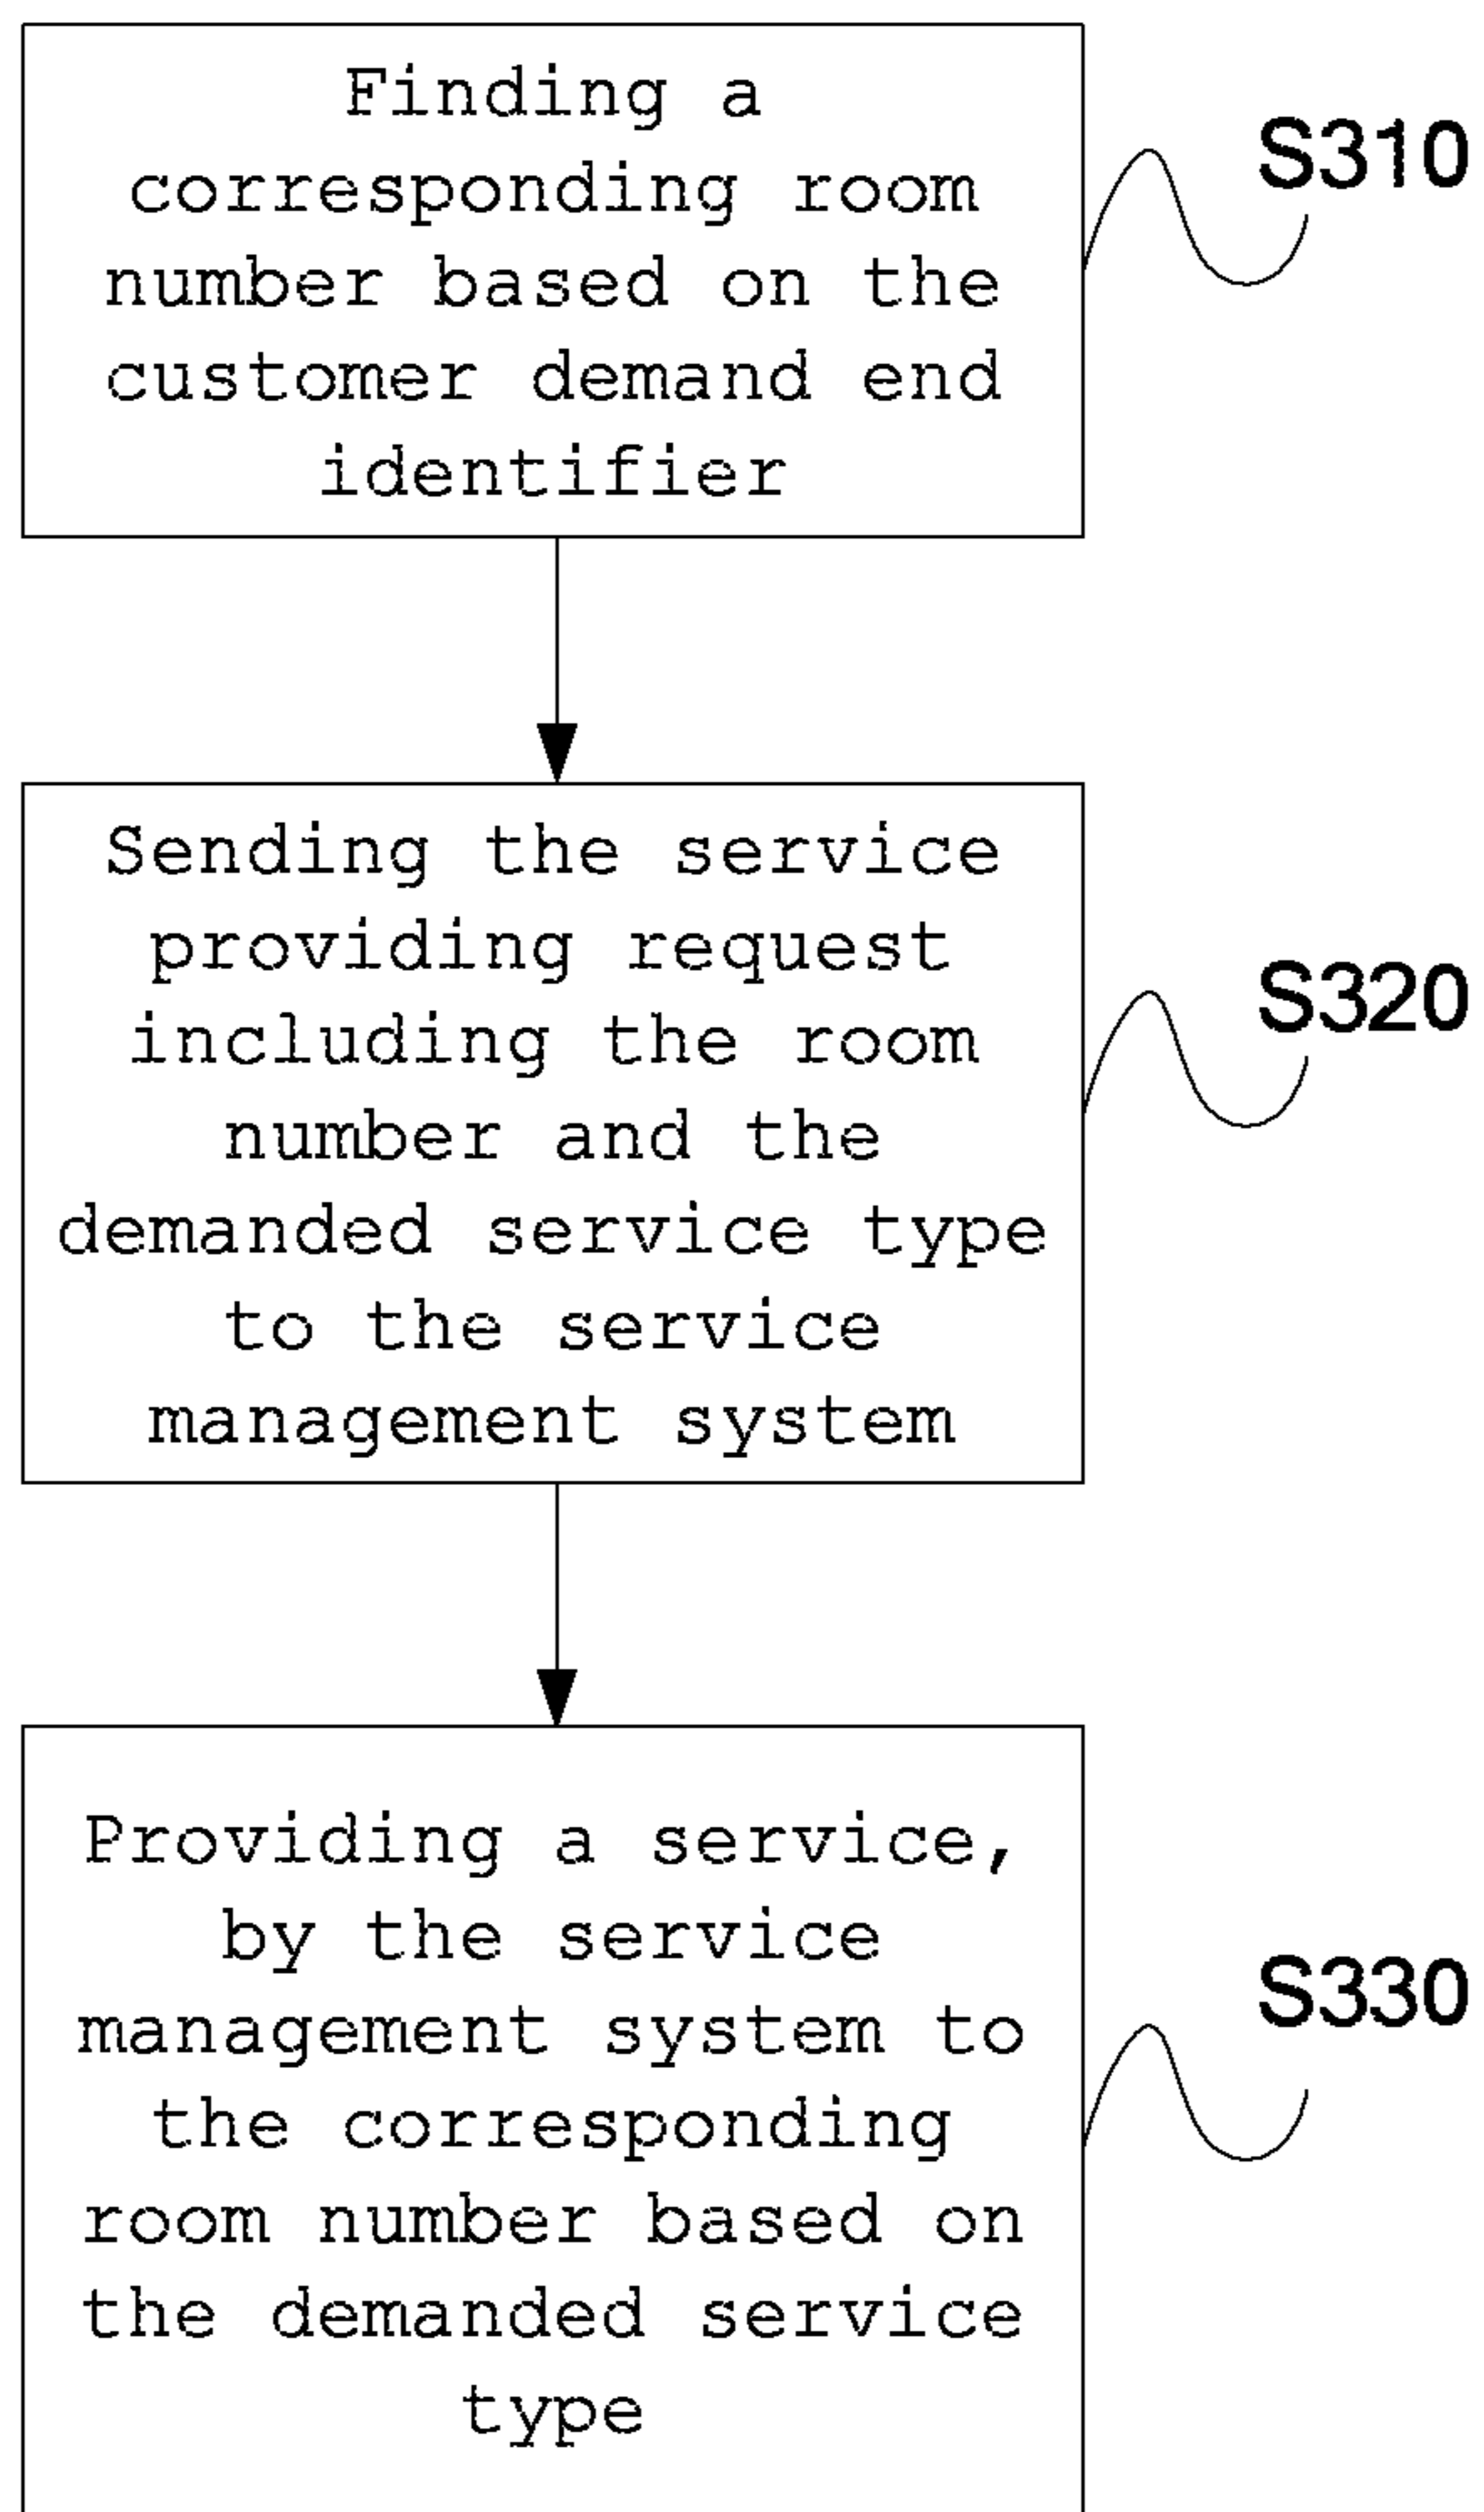 Finding a
corresponding room
number based on the
customer demand end
identifier
S310
Sending the service
providing request
including the room
number and the
demanded service type
to the service
management system
S320
Providing a service,
by the service
management system to
the corresponding
room number based on
the demanded service
type
S330